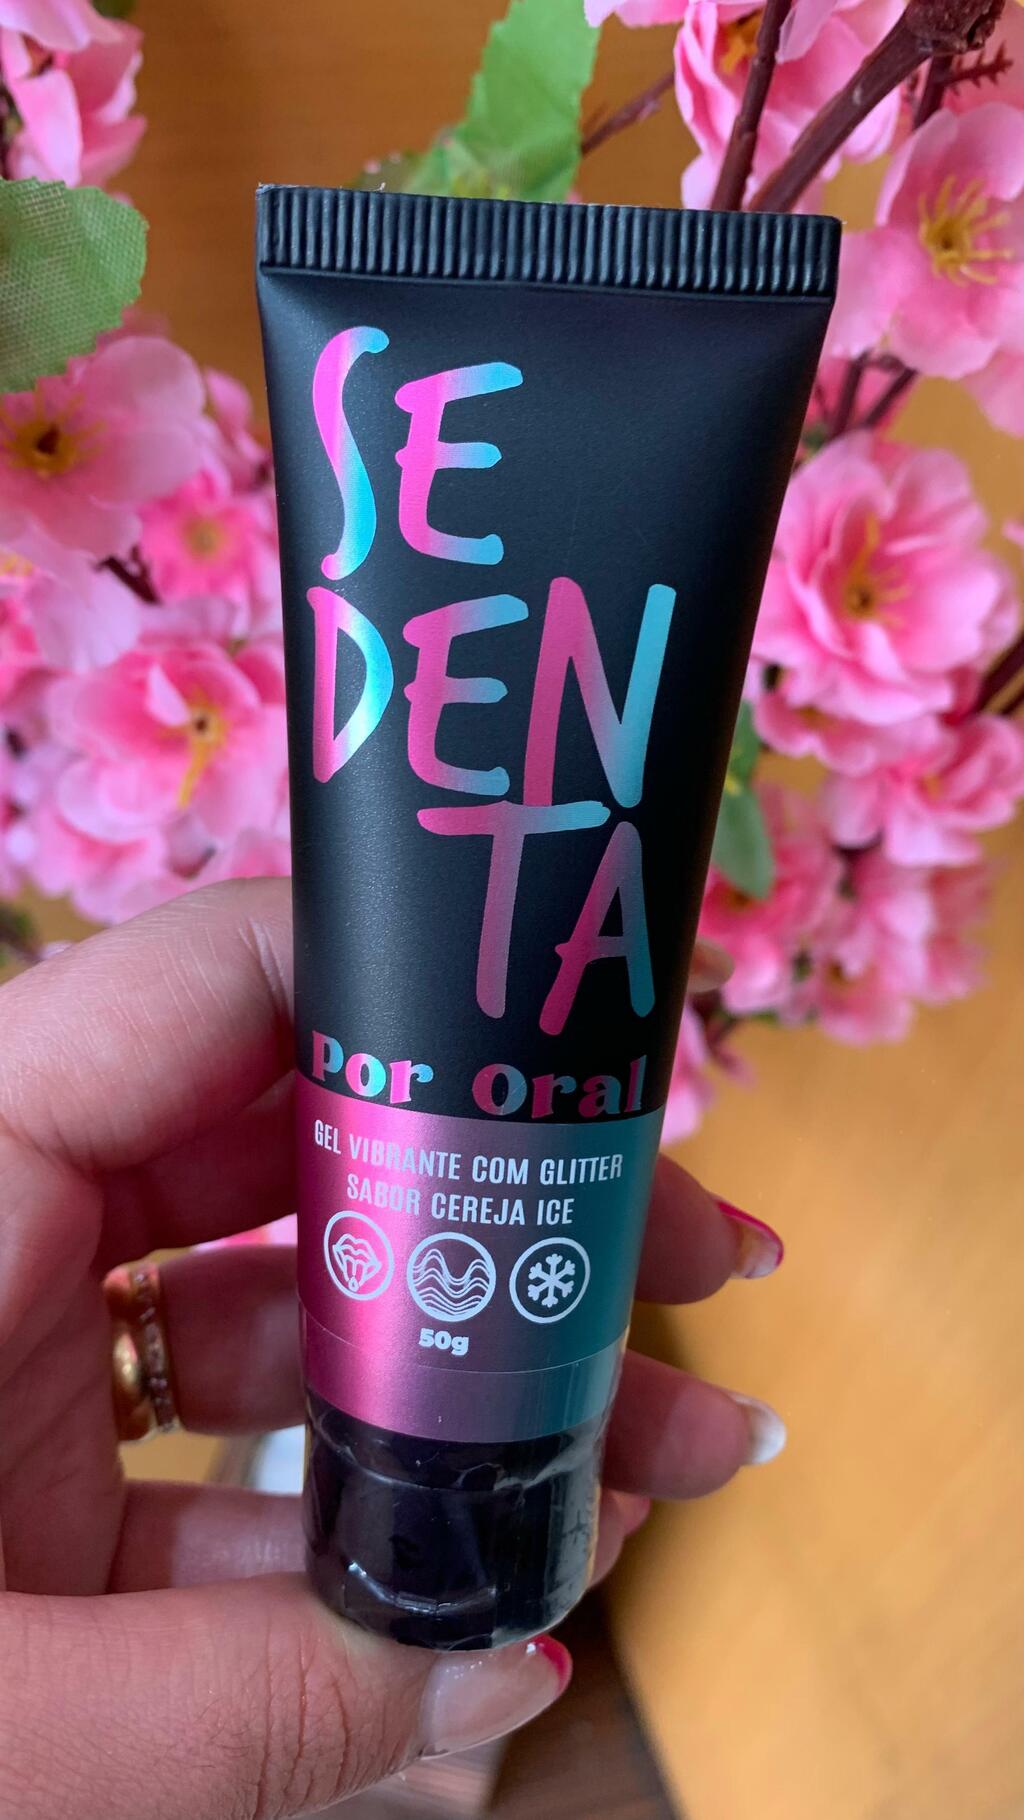 SE
DEN
TA
por Oral
GEL VIBRANTE COM GLITTER
SABOR CEREJA ICE
50g